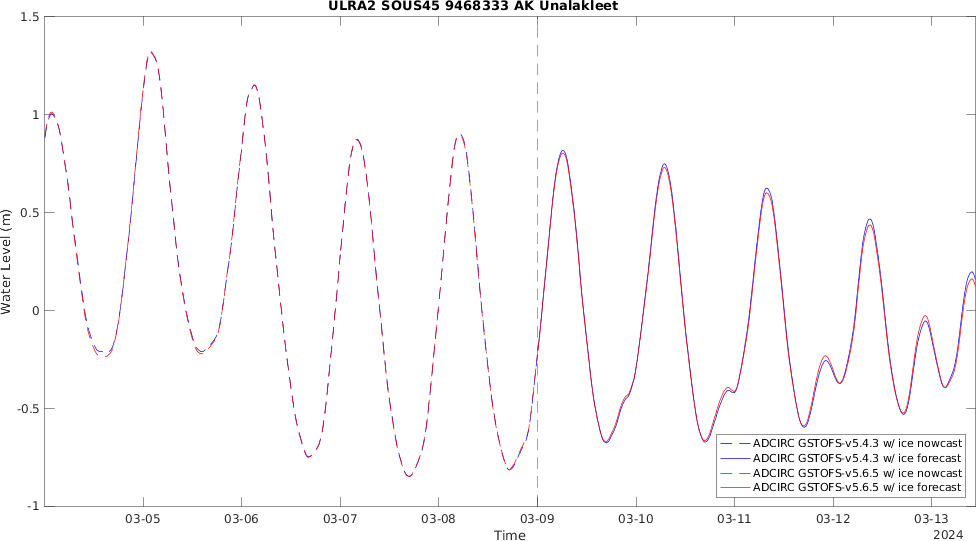 ULRA2 SOUS45 9468333 AK Unalakleet
1.5
1
0.5
0
-0.5
-1
Water Level (m)
ADCIRC GSTOFS-v5.4.3 w/ ice nowcast
ADCIRC GSTOFS-v5.4.3 w/ ice forecast
ADCIRC GSTOFS-v5.6.5 w/ ice nowcast
ADCIRC GSTOFS-v5.6.5 w/ ice forecast
03-05 03-06 03-07 03-08 03-09 03-10 03-11 03-12 03-13
Time
2024